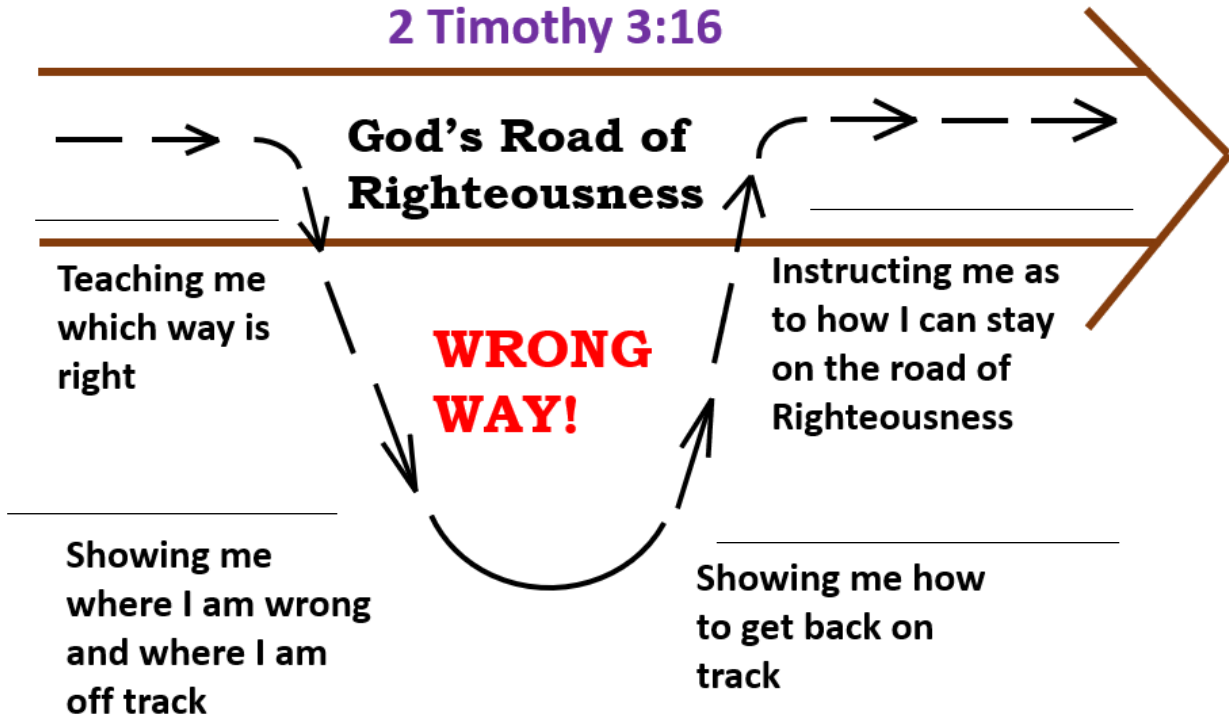 2 Timothy 3:16
God's Road of
Righteousness
Teaching me
which way is
right
WRONG
WAY!
Instructing me as
to how I can stay
on the road of
Righteousness
Showing me
where I am wrong
and where I am
off track
Showing me how
to get back on
track